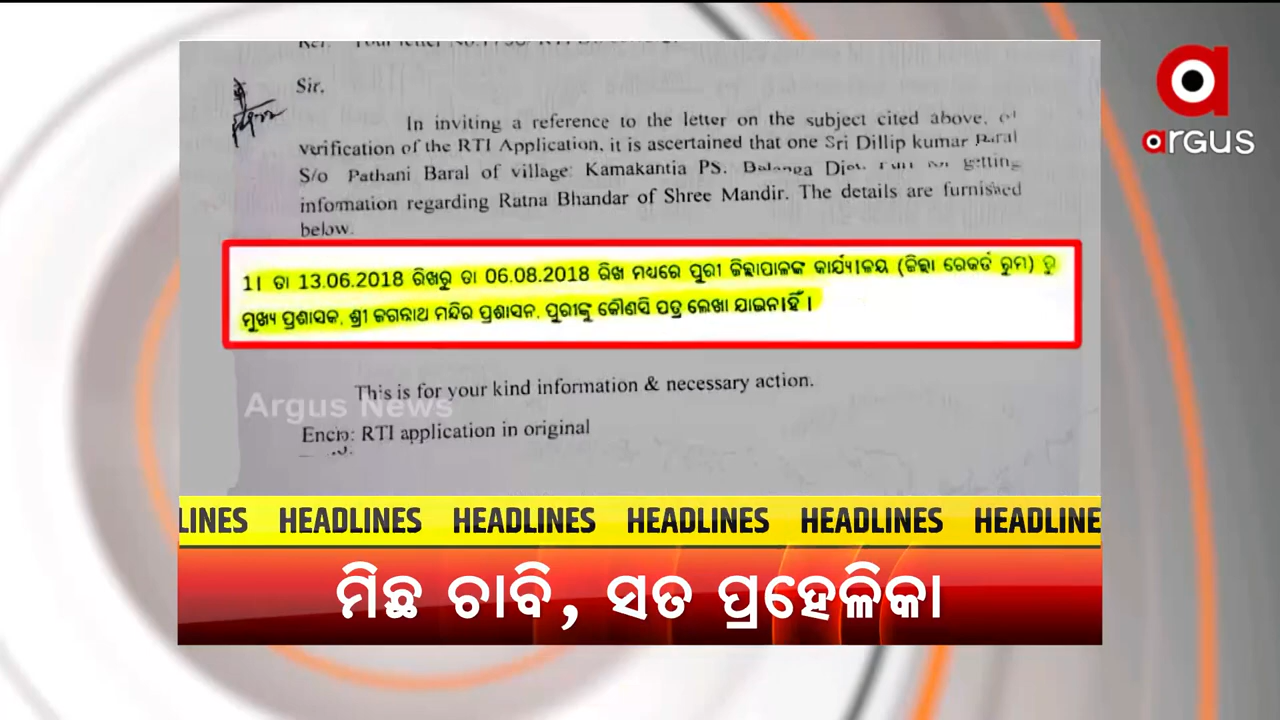 argus
Sir,
In inviting a reference to the letter on the subject cited above, of
verification of the RTI Application, it is ascertained that one Sri Dillip kumar Baral
S/o Pathani Baral of village: Kamakantia PS. Balanga Dist. getting
information regarding Ratna Bhandar of Shree Mandir. The details are furnished
below.
1। ତା 13.06.2018 ରିଖରୁ ତା 06.08.2018 ରିଖ ମଧ୍ୟରେ ପୁରୀ ଜିଲ୍ଲାପାଳଙ୍କ କାର୍ଯ୍ୟାଳୟ (ଜିଲ୍ଲା ରେକର୍ଡ ରୁମ) ରୁ
ମୁଖ୍ୟ ପ୍ରଶାସକ, ଶ୍ରୀ ଜଗନ୍ନାଥ ମନ୍ଦିର ପ୍ରଶାସନ, ପୁରୀଙ୍କୁ କୌଣସି ପତ୍ର ଲେଖା ଯାଇନାହିଁ ।
This is for your kind information & necessary action.
Argus News
Enclo: RTI application in original
LINES HEADLINES HEADLINES HEADLINES HEADLINES HEADLINE
ମିଛ ଚାବି, ସତ ପ୍ରହେଳିକା